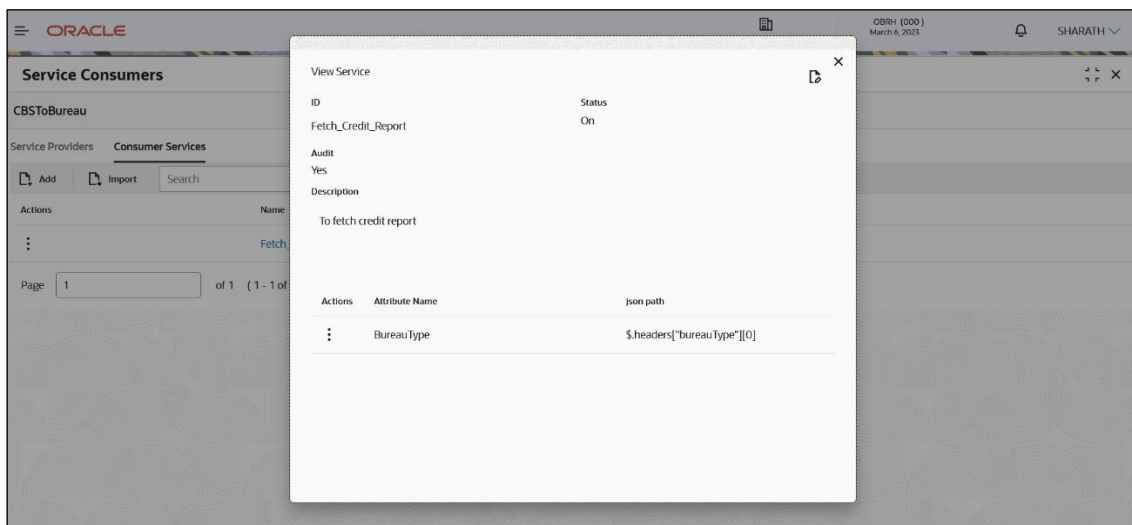 ORACLE
OBRH (000)
March 6, 2023
SHARATH
Service Consumers
CBSToBureau
Service Providers Consumer Services
Add Import Search
Actions Name
Fetch_
Page 1 of 1 (1 - 1 of
View Service
ID Status
Fetch_Credit_Report On
Audit
Yes
Description
To fetch credit report
Actions Attribute Name json path
BureauType $.headers["bureauType"][0]